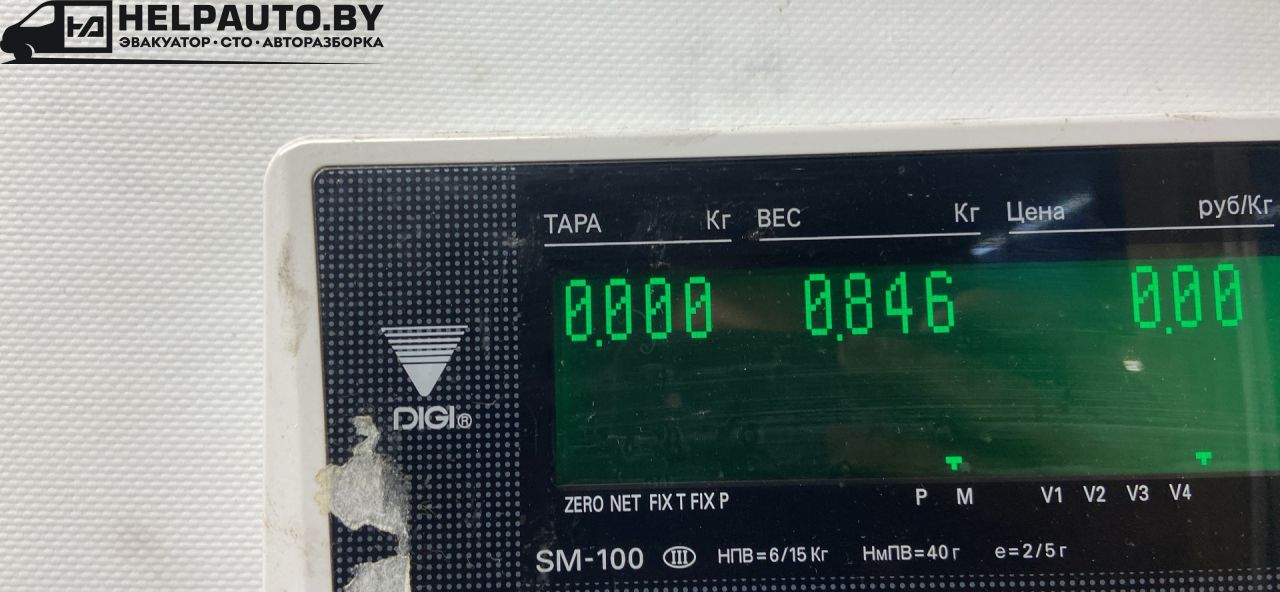 HELPAUTO.BY
ЭВАКУАТОР · СТО · АВТОРАЗБОРКА
ТАРА Кг ВЕС Кг Цена руб/Кг
0.000 0.846 0.00
DIGI®
ZERO NET FIX T FIX P P M V1 V2 V3 V4
SM-100 III НПВ=6/15 Кг НмПВ=40 г e=2/5 г